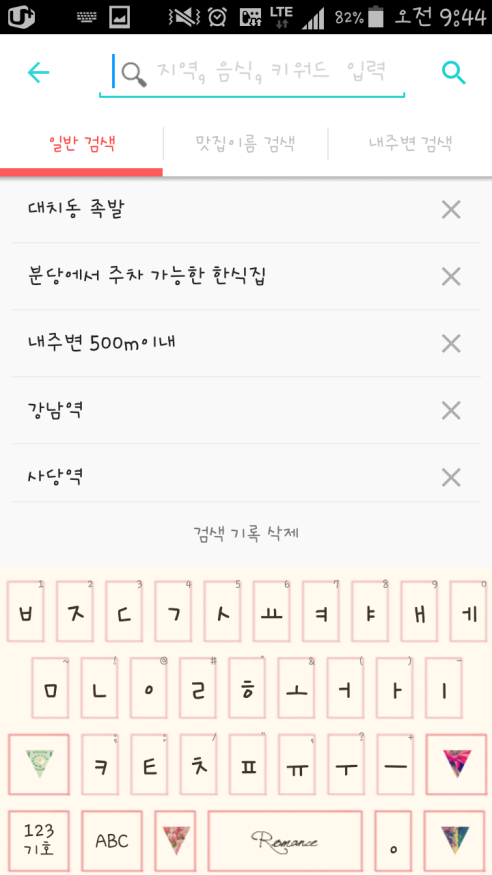 LTE 82% 오전 9:44
지역, 음식, 키워드 입력
일반 검색 맛집이름 검색 내주변 검색
대치동 족발
분당에서 주차 가능한 한식집
내주변 500m이내
강남역
사당역
검색 기록 삭제
1 2 3 4 5 6 7 8 9 0
ㅂ ㅈ ㄷ ㄱ ㅅ ㅛ ㅕ ㅑ ㅐ ㅔ
~ ! @ # & ( ) -
ㅁ ㄴ ㅇ ㄹ ㅎ ㅗ ㅓ ㅏ ㅣ
; : / " ? +
ㅋ ㅌ ㅊ ㅍ ㅠ ㅜ ㅡ
123 ABC Romance .
기호